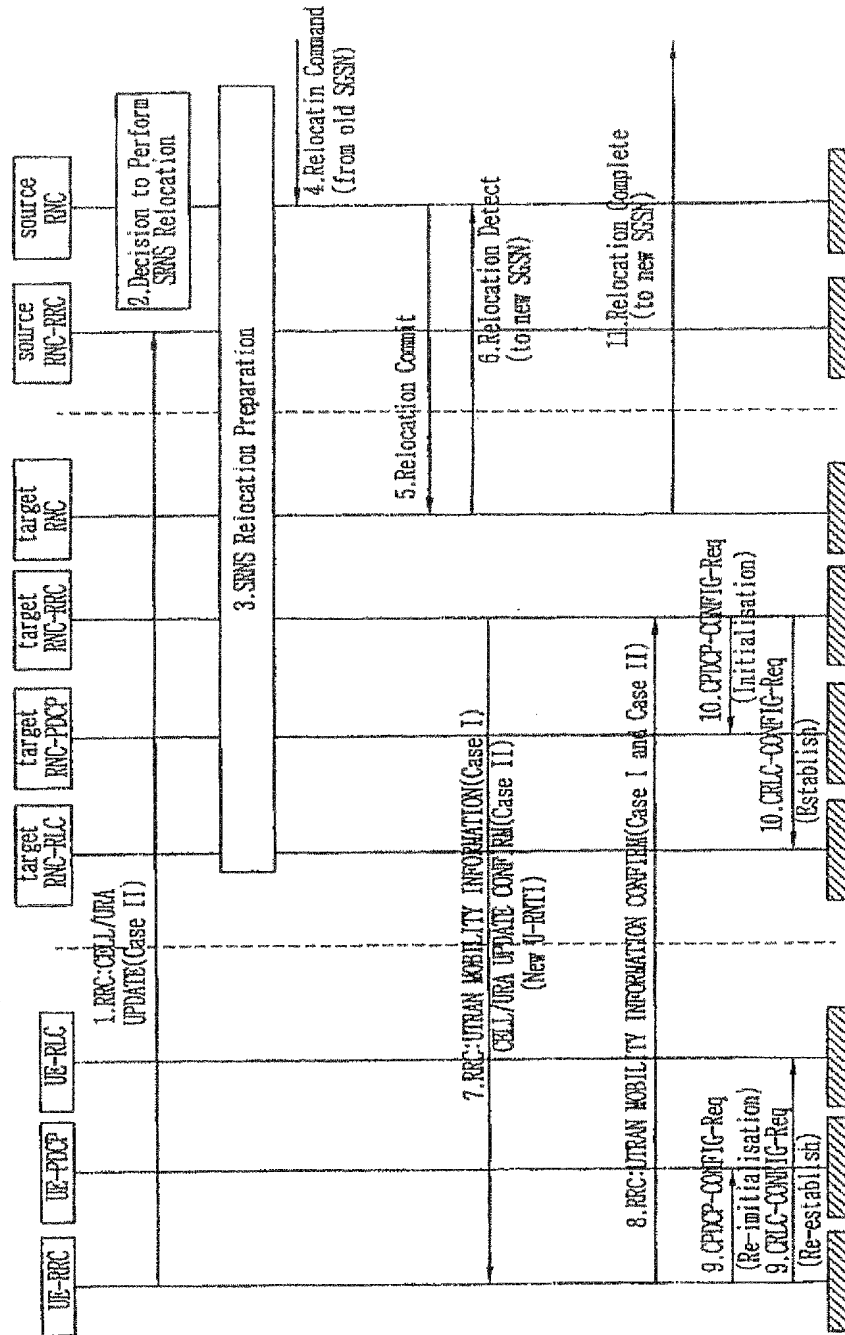 UE-RRC
UE-PDCP
UE-RLC
target
RNC-RLC
target
RNC-PDCP
target
RNC-RRC
target
RNC
source
RNC-RRC
source
RNC
1.RRC:CELL/URA
UPDATE(Case II)
2.Decision to Perform
SRNS Relocation
3.SRNS Relocation Preparation
4.Relocatin Command
(from old SGSN)
5.Relocation Commit
6.Relocation Detect
(to new SGSN)
7.RRC:UTRAN MOBILITY INFORMATION(Case I)
CELL/URA UPDATE CONFIRM(Case II)
(New U-RNTI)
8.RRC:UTRAN MOBILITY INFORMATION CONFIRM(Case I and Case II)
9.CPDCP-CONFIG-Req
(Re-initialisation)
9.CRLC-CONFIG-Req
(Re-establish)
10.CPDCP-CONFIG-Req
(Initialisation)
10.CRLC-CONFIG-Req
(Establish)
11.Relocation Complete
(to new SGSN)